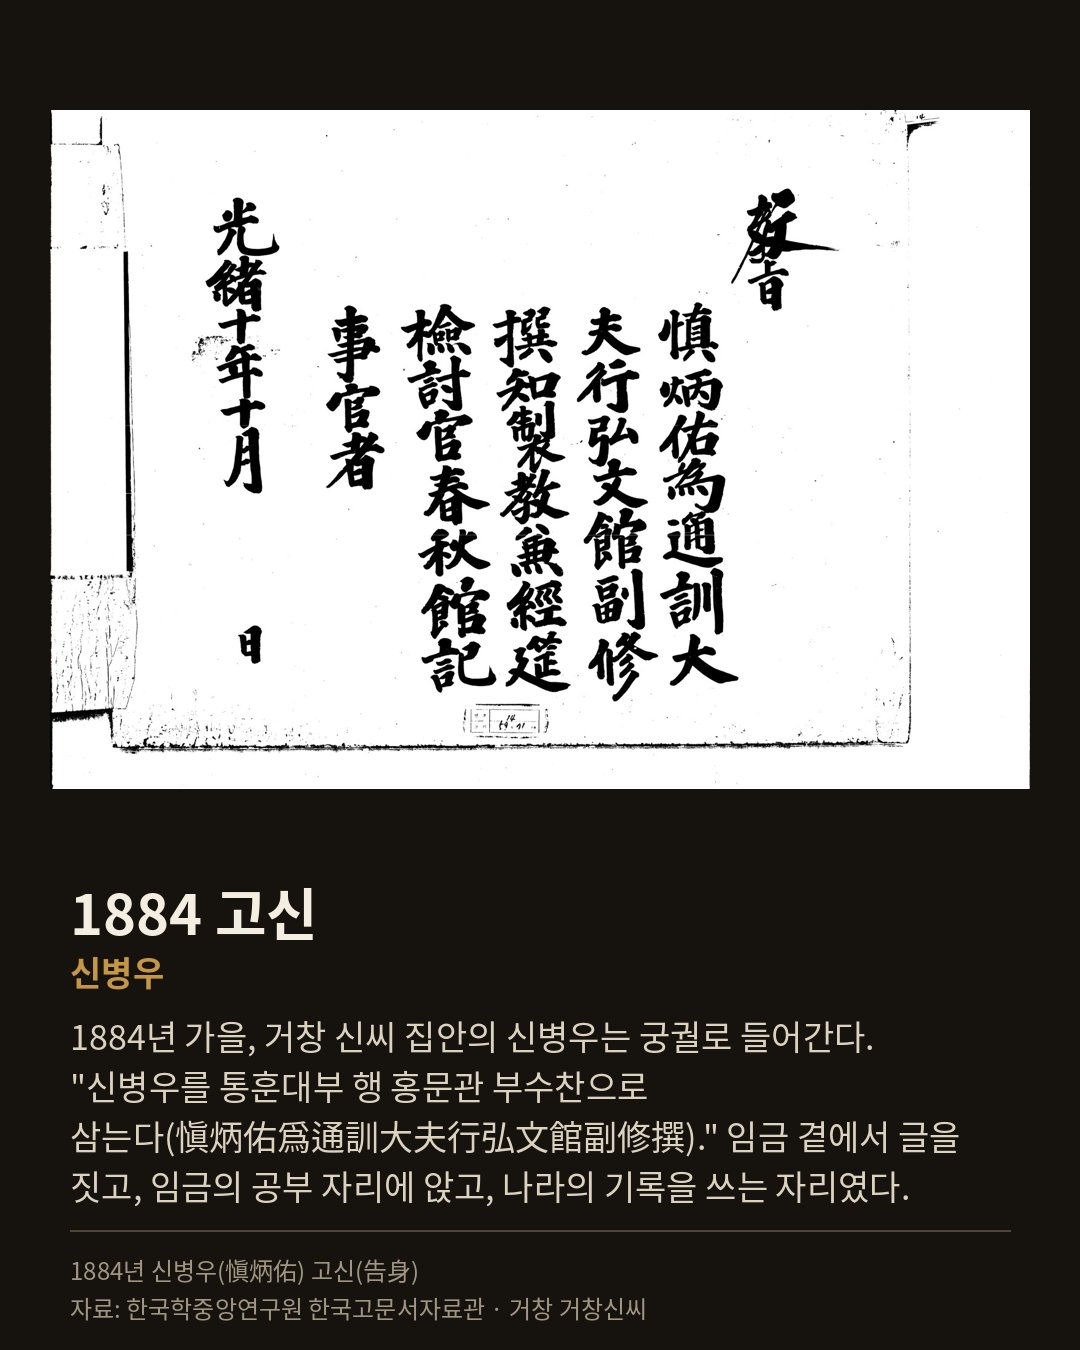 敎旨
愼炳佑爲通訓大
夫行弘文館副修
撰知製敎兼經筵
檢討官春秋館記
事官者
光緖十年十月 日
1884 고신
신병우
1884년 가을, 거창 신씨 집안의 신병우는 궁궐로 들어간다.
"신병우를 통훈대부 행 홍문관 부수찬으로
삼는다(愼炳佑爲通訓大夫行弘文館副修撰)." 임금 곁에서 글을
짓고, 임금의 공부 자리에 앉고, 나라의 기록을 쓰는 자리였다.
1884년 신병우(愼炳佑) 고신(告身)
자료: 한국학중앙연구원 한국고문서자료관 · 거창 거창신씨